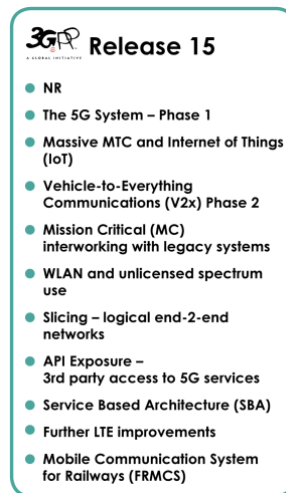 3GPP Release 15
A GLOBAL INITIATIVE
NR
The 5G System – Phase 1
Massive MTC and Internet of Things
(IoT)
Vehicle-to-Everything
Communications (V2x) Phase 2
Mission Critical (MC)
interworking with legacy systems
WLAN and unlicensed spectrum
use
Slicing – logical end-2-end
networks
API Exposure –
3rd party access to 5G services
Service Based Architecture (SBA)
Further LTE improvements
Mobile Communication System
for Railways (FRMCS)